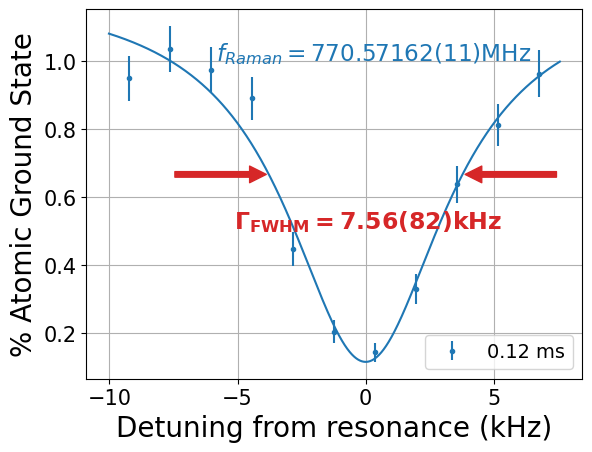 f_Raman = 770.57162(11)MHz
Γ_FWHM = 7.56(82)kHz
% Atomic Ground State
1.0
0.8
0.6
0.4
0.2
0.12 ms
−10
−5
0
5
Detuning from resonance (kHz)